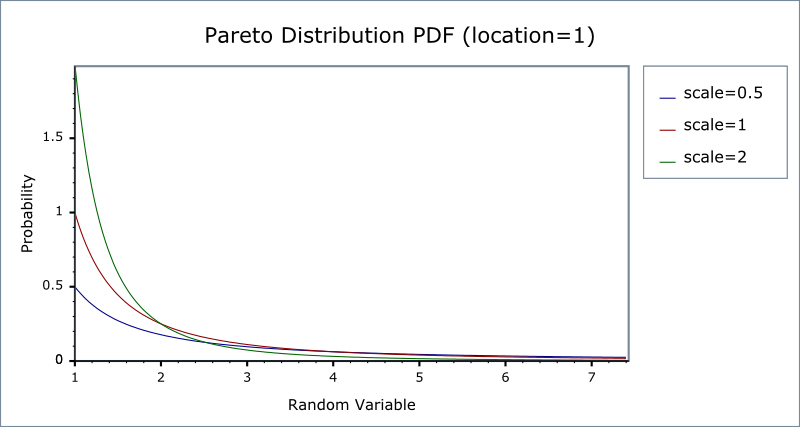 Pareto Distribution PDF (location=1)
scale=0.5
scale=1
scale=2
Probability
1.5
1
0.5
0
1 2 3 4 5 6 7
Random Variable